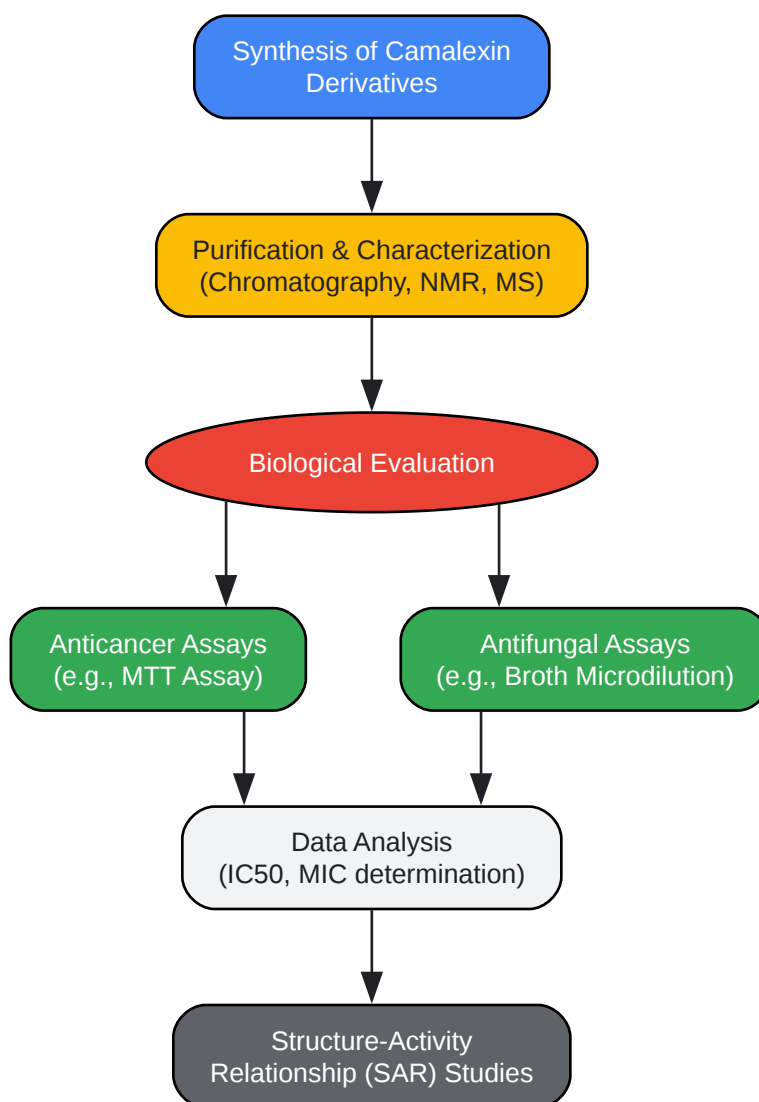 Synthesis of Camalexin
Derivatives
Purification & Characterization
(Chromatography, NMR, MS)
Biological Evaluation
Anticancer Assays
(e.g., MTT Assay)
Antifungal Assays
(e.g., Broth Microdilution)
Data Analysis
(IC50, MIC determination)
Structure-Activity
Relationship (SAR) Studies